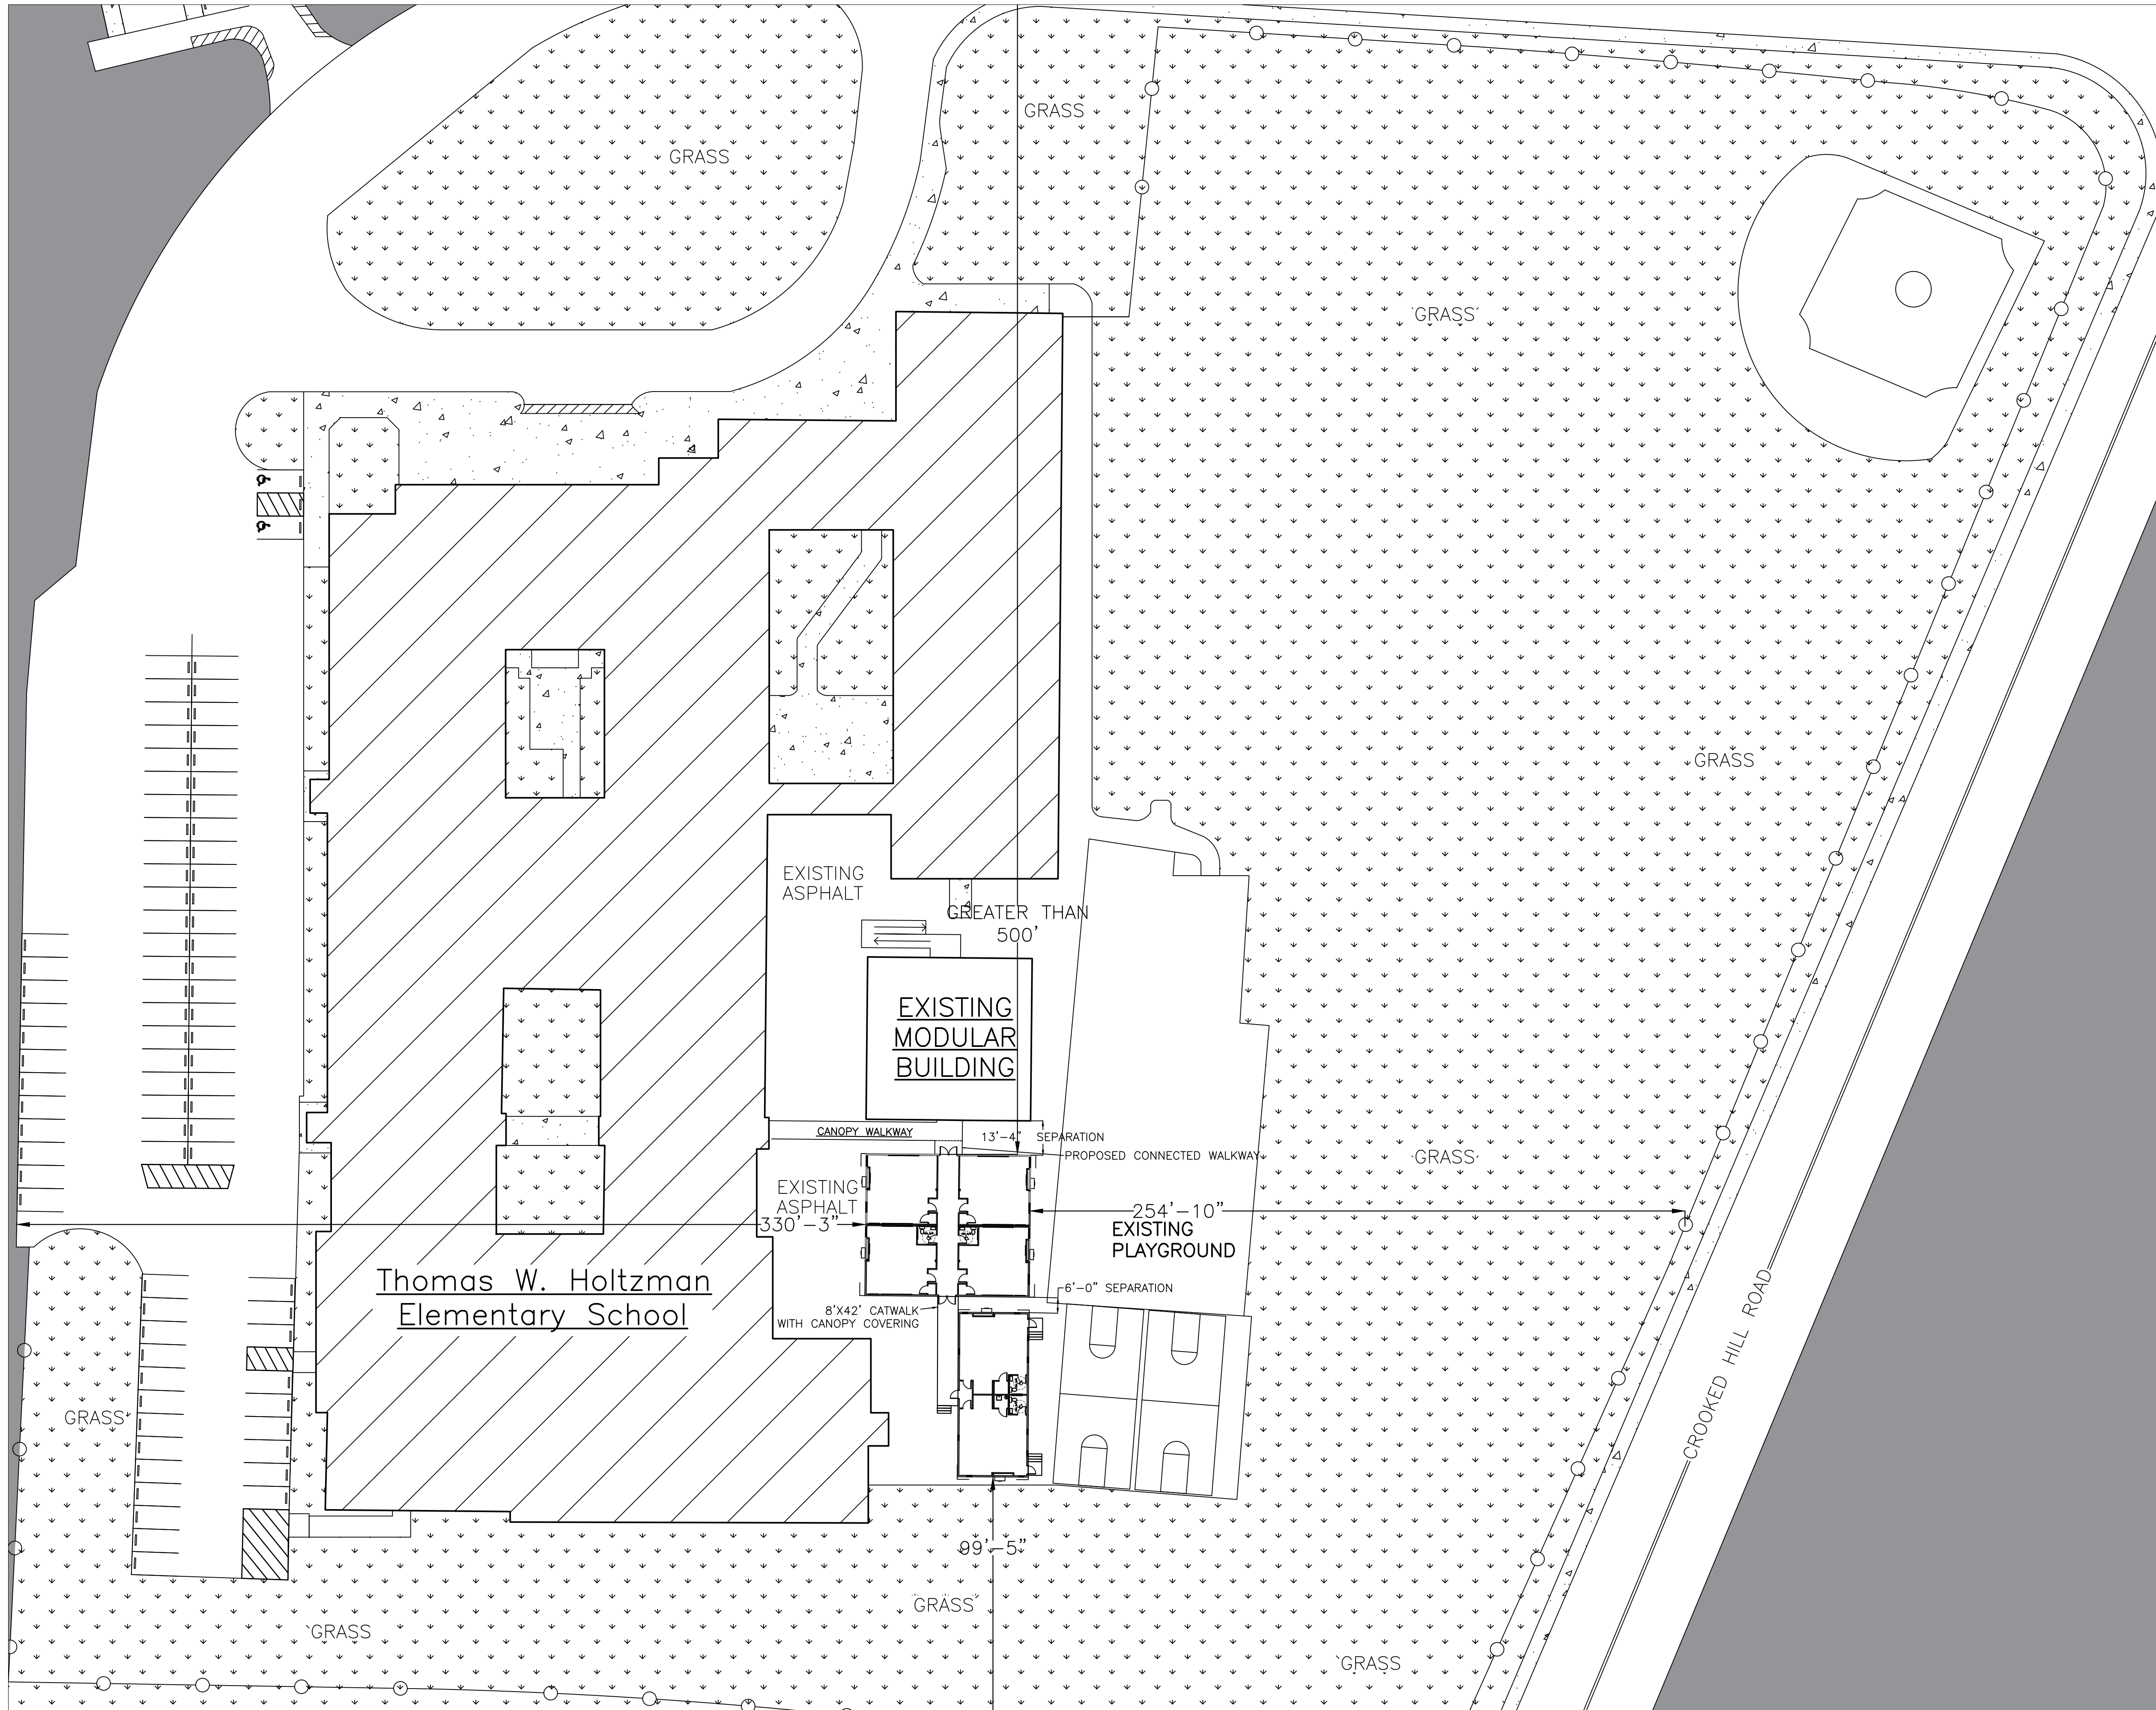 GRASS
GRASS
GRASS
GRASS
EXISTING
ASPHALT
GREATER THAN
500'
EXISTING
MODULAR
BUILDING
CANOPY WALKWAY
13'-4" SEPARATION
PROPOSED CONNECTED WALKWAY
GRASS
EXISTING
ASPHALT
330'-3"
254'-10"
EXISTING
PLAYGROUND
Thomas W. Holtzman
Elementary School
6'-0" SEPARATION
8'X42' CATWALK
WITH CANOPY COVERING
CROOKED HILL ROAD
GRASS
99'-5"
GRASS
GRASS
GRASS